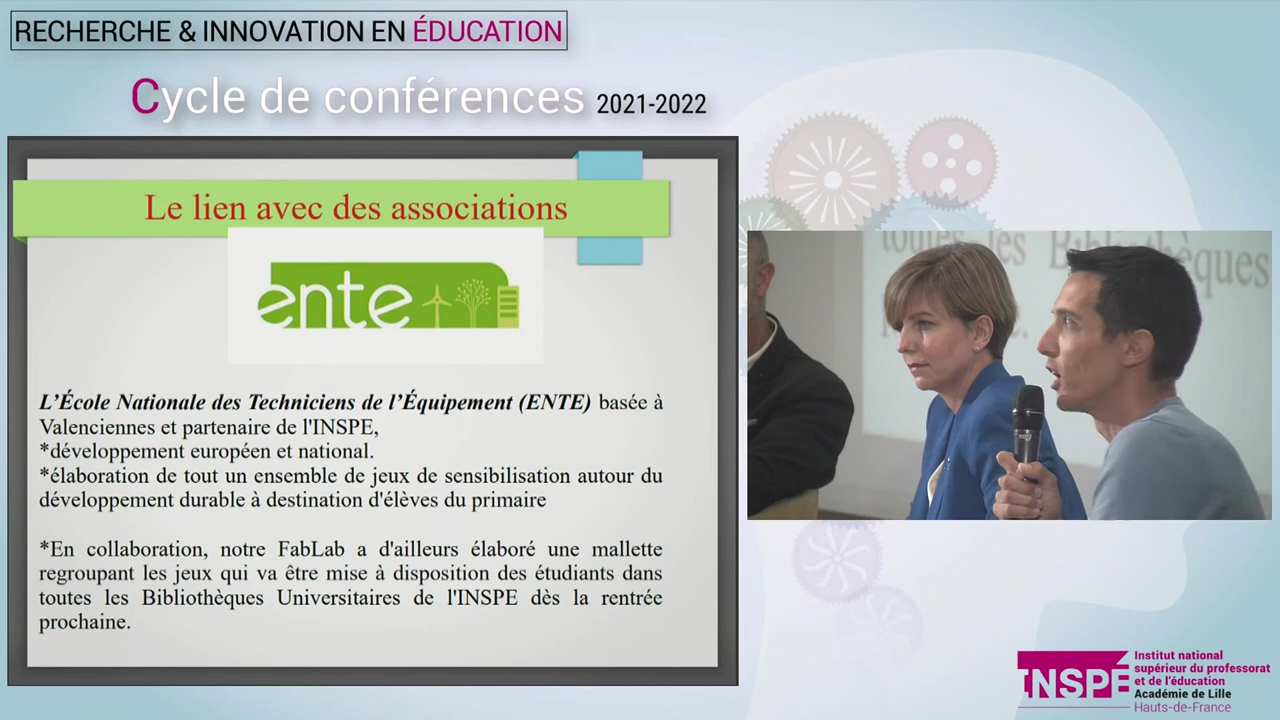 RECHERCHE & INNOVATION EN ÉDUCATION
Cycle de conférences 2021-2022
Le lien avec des associations
ente
L'École Nationale des Techniciens de l'Équipement (ENTE) basée à
Valenciennes et partenaire de l'INSPE,
*développement européen et national.
*élaboration de tout un ensemble de jeux de sensibilisation autour du
développement durable à destination d'élèves du primaire
*En collaboration, notre FabLab a d'ailleurs élaboré une mallette
regroupant les jeux qui va être mise à disposition des étudiants dans
toutes les Bibliothèques Universitaires de l'INSPE dès la rentrée
prochaine.
toutes les Bibliothèques
INSPÉ
Institut national
supérieur du professorat
et de l'éducation
Académie de Lille
Hauts-de-France